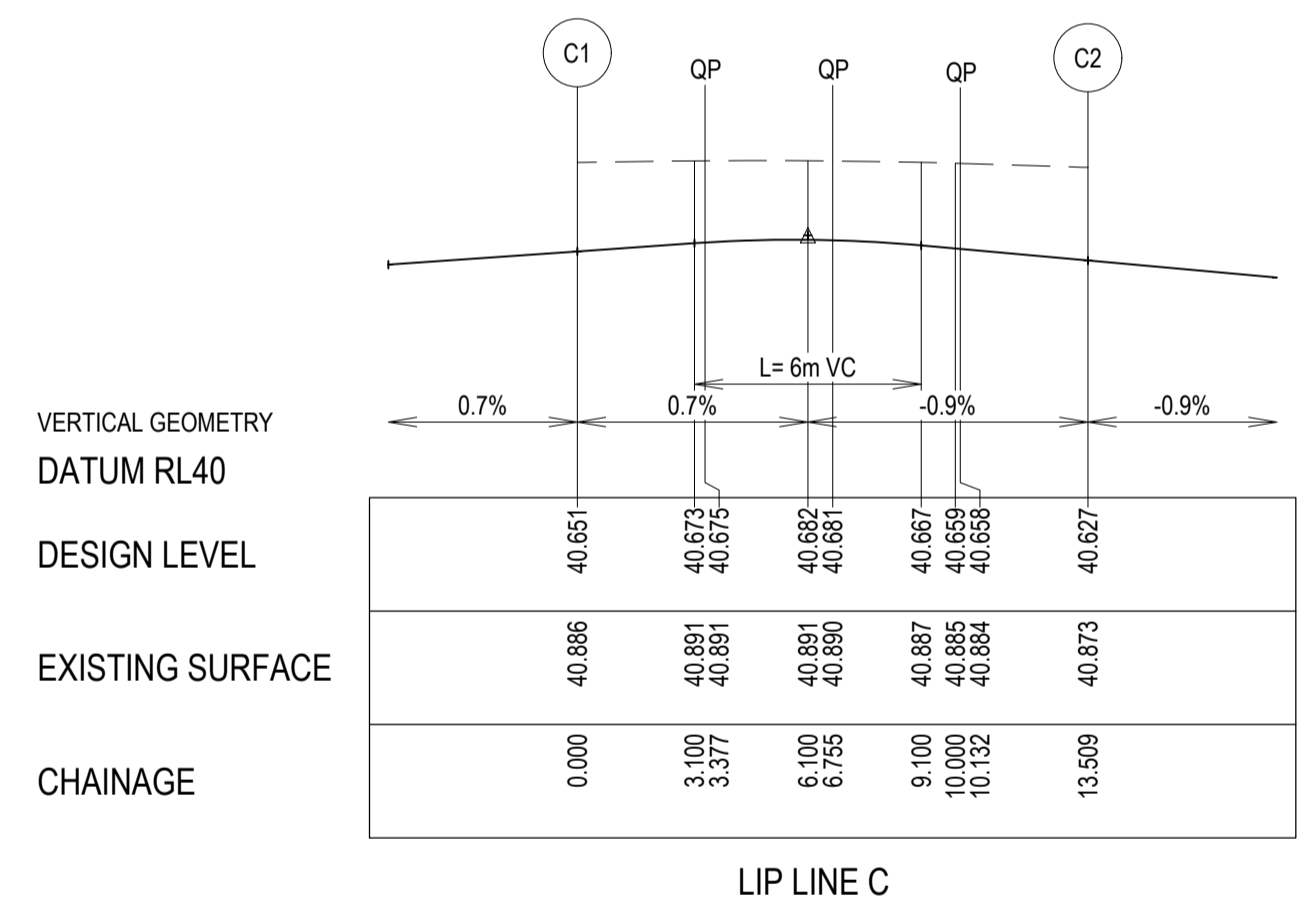 C1
QP
QP
QP
C2
L= 6m VC
0.7%
0.7%
-0.9%
-0.9%
VERTICAL GEOMETRY
DATUM RL40
DESIGN LEVEL
40.651
40.673
40.675
40.682
40.681
40.667
40.659
40.658
40.627
EXISTING SURFACE
40.886
40.891
40.891
40.891
40.890
40.887
40.885
40.884
40.873
CHAINAGE
0.000
3.100
3.377
6.100
6.755
9.100
10.000
10.132
13.509
LIP LINE C